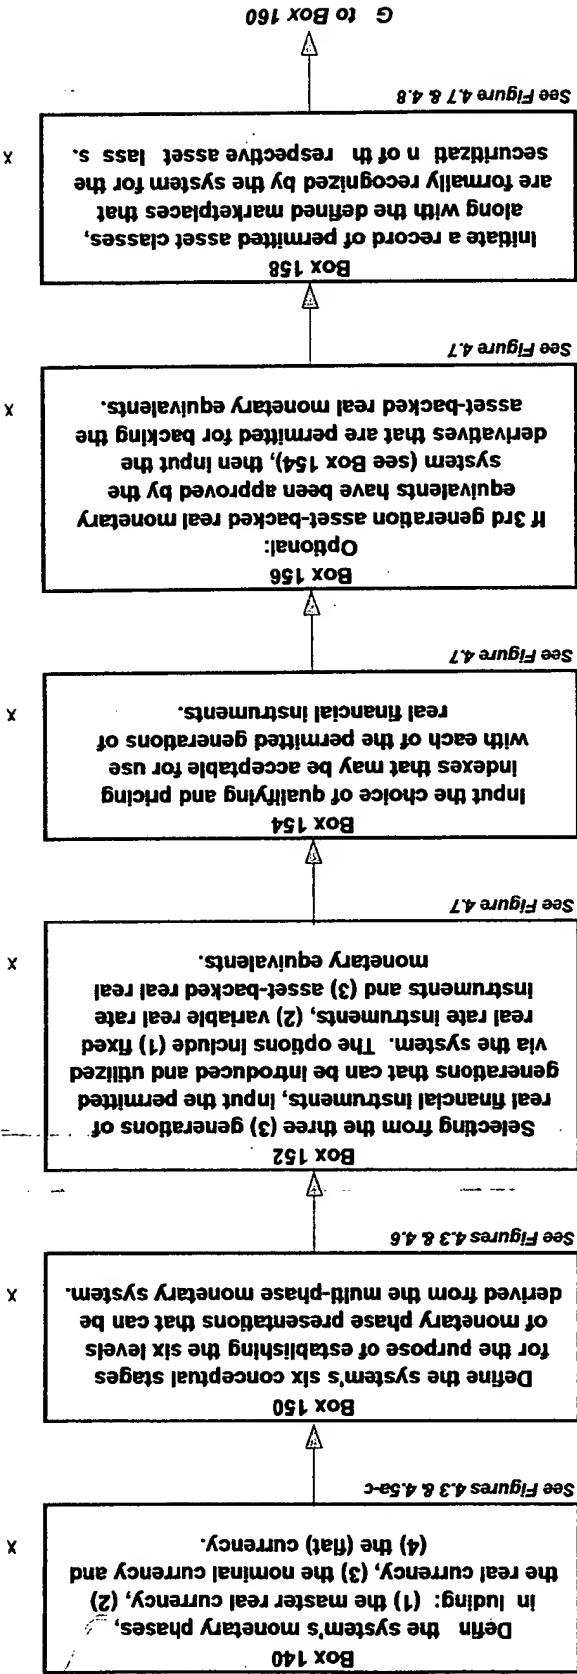 Box 140
Defin the system's monetary phases,
in luding: (1) the master real currency, (2)
the real currency, (3) the nominal currency and
(4) the (fiat) currency.
x
See Figures 4.3 & 4.5a-c
Box 150
Define the system's six conceptual stages
for the purpose of establishing the six levels
of monetary phase presentations that can be
derived from the multi-phase monetary system.
x
See Figures 4.3 & 4.6
Box 152
Selecting from the three (3) generations of
real financial instruments, input the permitted
generations that can be introduced and utilized
via the system. The options include (1) fixed
real rate instruments, (2) variable real rate
instruments and (3) asset-backed real real
monetary equivalents.
x
See Figure 4.7
Box 154
Input the choice of qualifying and pricing
indexes that may be acceptable for use
with each of the permitted generations of
real financial instruments.
x
See Figure 4.7
Box 156
Optional:
If 3rd generation asset-backed real monetary
equivalents have been approved by the
system (see Box 154), then input the
derivatives that are permitted for backing the
asset-backed real monetary equivalents.
x
See Figure 4.7
Box 158
Initiate a record of permitted asset classes,
along with the defined marketplaces that
are formally recognized by the system for the
securitizati n of th respective asset lass s.
x
See Figure 4.7 & 4.8
G to Box 160